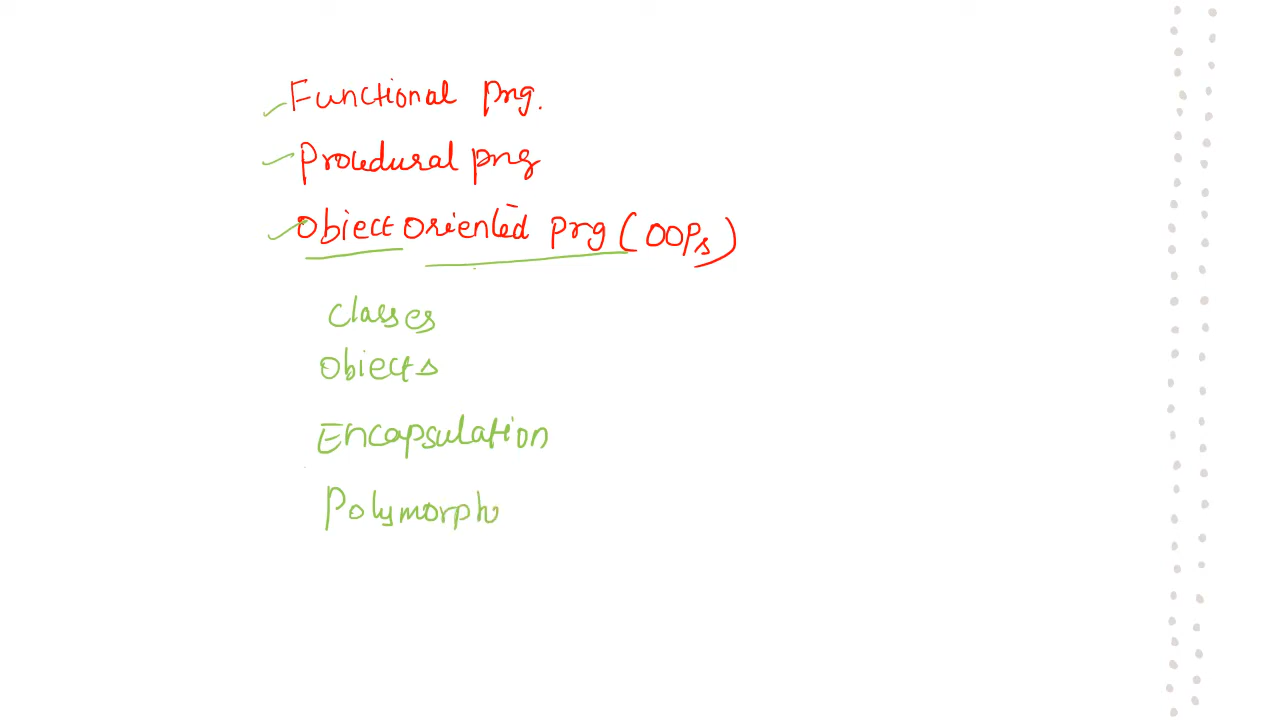 Functional prg.
Procedural prg
Object oriented prg (OOPs)
classes
objects
Encapsulation
Polymorph